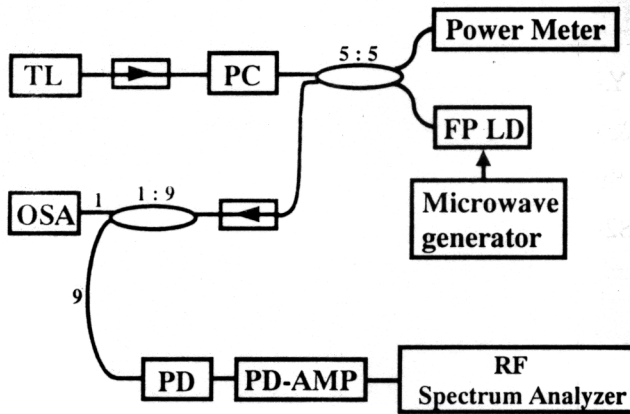 Power Meter
5 : 5
TL
PC
FP LD
Microwave
generator
1 : 9
OSA
1
9
PD
PD-AMP
RF
Spectrum Analyzer